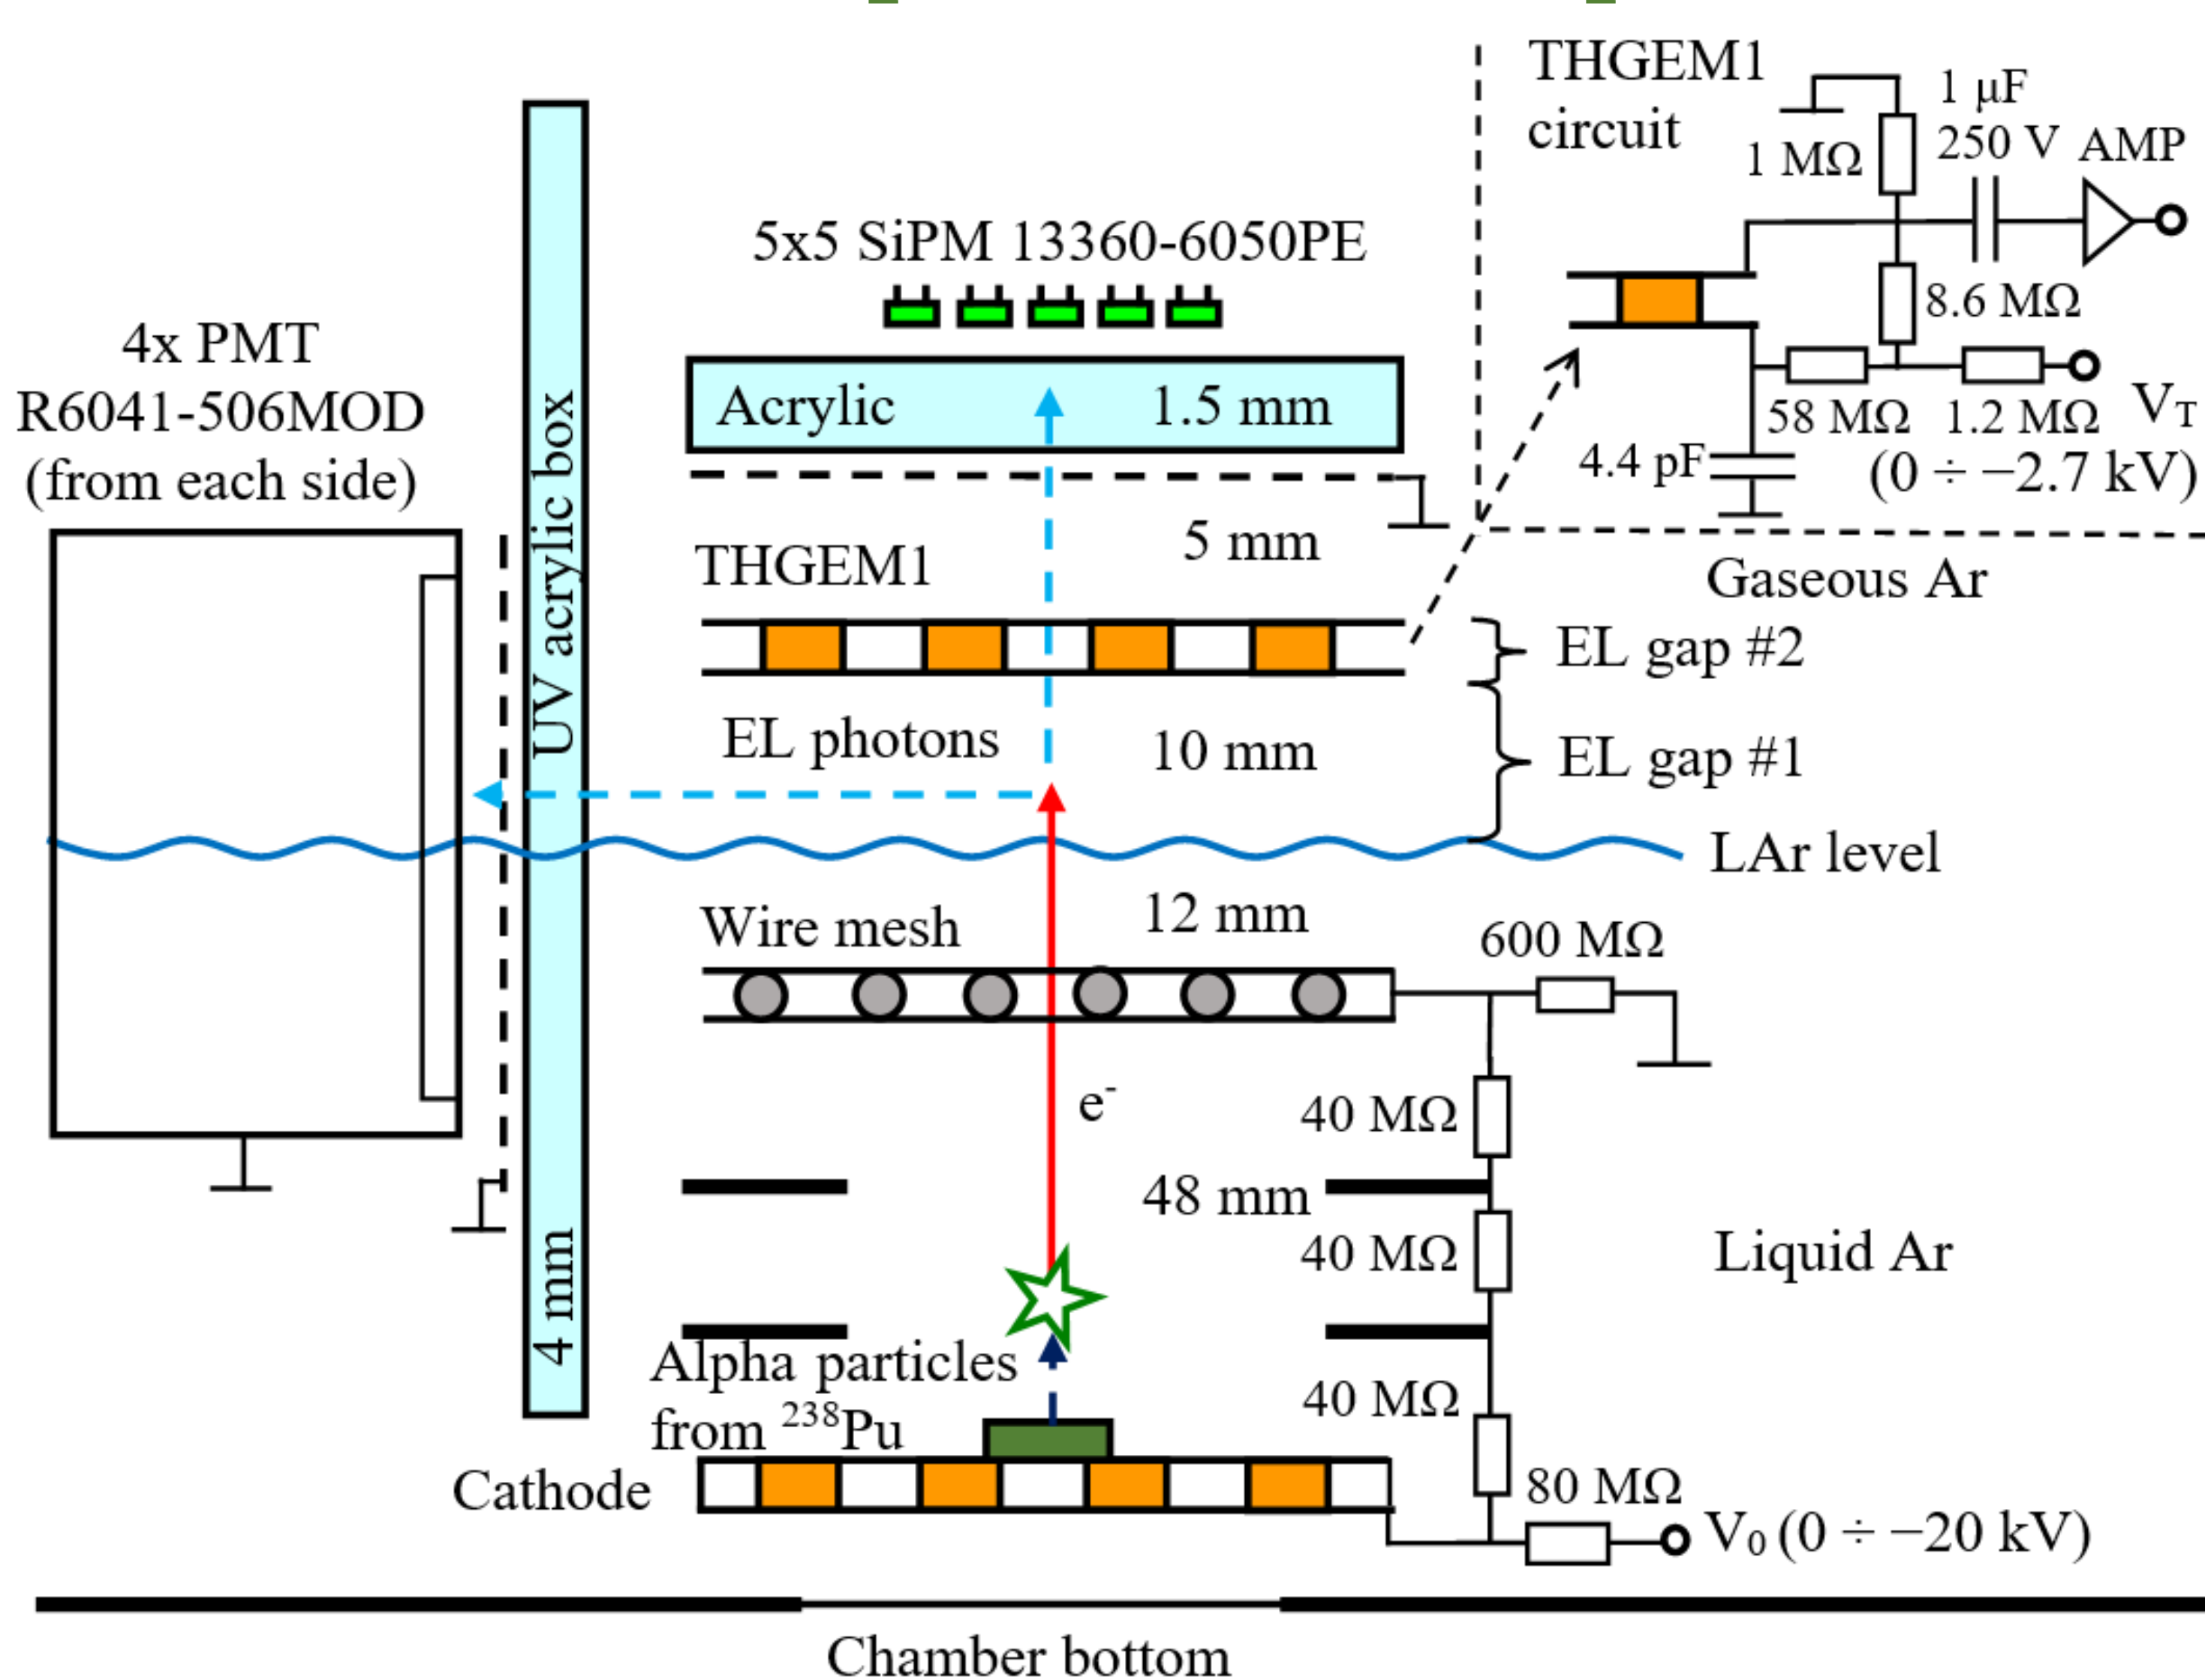 THGEM1
circuit
1 μF
250 V
AMP
1 MΩ
8.6 MΩ
58 MΩ
1.2 MΩ
V_T
4.4 pF
(0 ÷ −2.7 kV)
5x5 SiPM 13360-6050PE
4x PMT
R6041-506MOD
(from each side)
UV acrylic box
4 mm
Acrylic
1.5 mm
5 mm
THGEM1
Gaseous Ar
EL gap #2
EL photons
10 mm
EL gap #1
LAr level
Wire mesh
12 mm
600 MΩ
e⁻
40 MΩ
48 mm
40 MΩ
Liquid Ar
Alpha particles
from ²³⁸Pu
40 MΩ
Cathode
80 MΩ
V₀ (0 ÷ −20 kV)
Chamber bottom